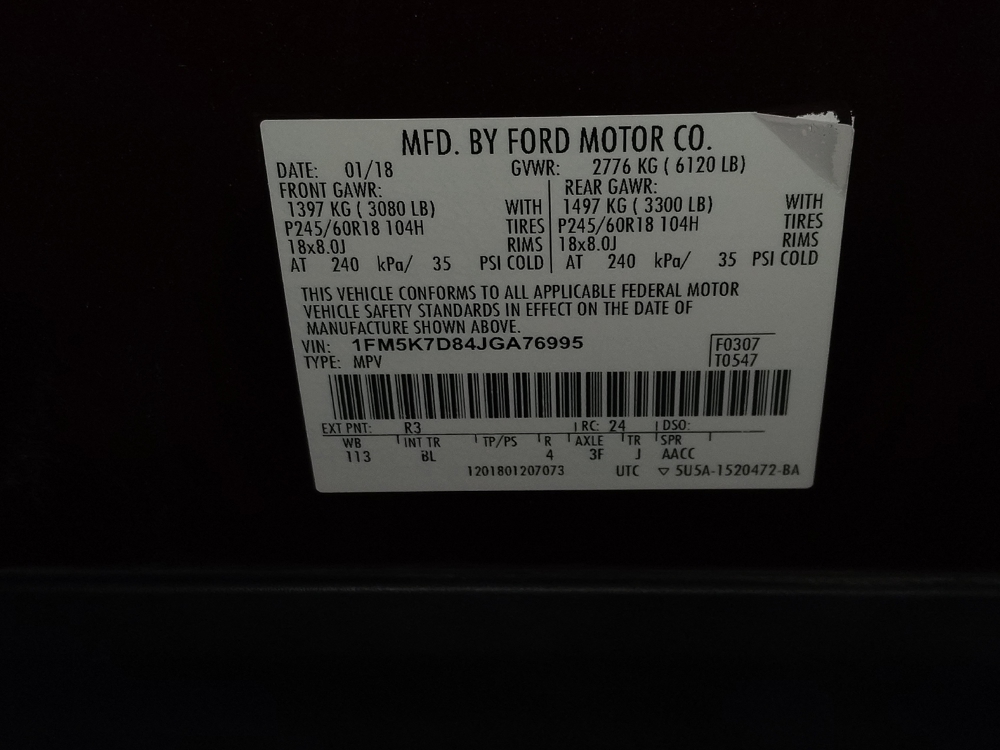 MFD. BY FORD MOTOR CO.
DATE: 01/18 GVWR: 2776 KG ( 6120 LB)
FRONT GAWR: REAR GAWR:
1397 KG ( 3080 LB) WITH 1497 KG ( 3300 LB) WITH
P245/60R18 104H TIRES P245/60R18 104H TIRES
18x8.0J RIMS 18x8.0J RIMS
AT 240 kPa/ 35 PSI COLD AT 240 kPa/ 35 PSI COLD
THIS VEHICLE CONFORMS TO ALL APPLICABLE FEDERAL MOTOR
VEHICLE SAFETY STANDARDS IN EFFECT ON THE DATE OF
MANUFACTURE SHOWN ABOVE.
VIN: 1FM5K7D84JGA76995 F0307
TYPE: MPV T0547
EXT PNT: R3 RC: 24 DSO:
WB INT TR TP/PS R AXLE TR SPR
113 BL 4 3F J AACC
1201801207073 UTC ▽ 5U5A-1520472-BA